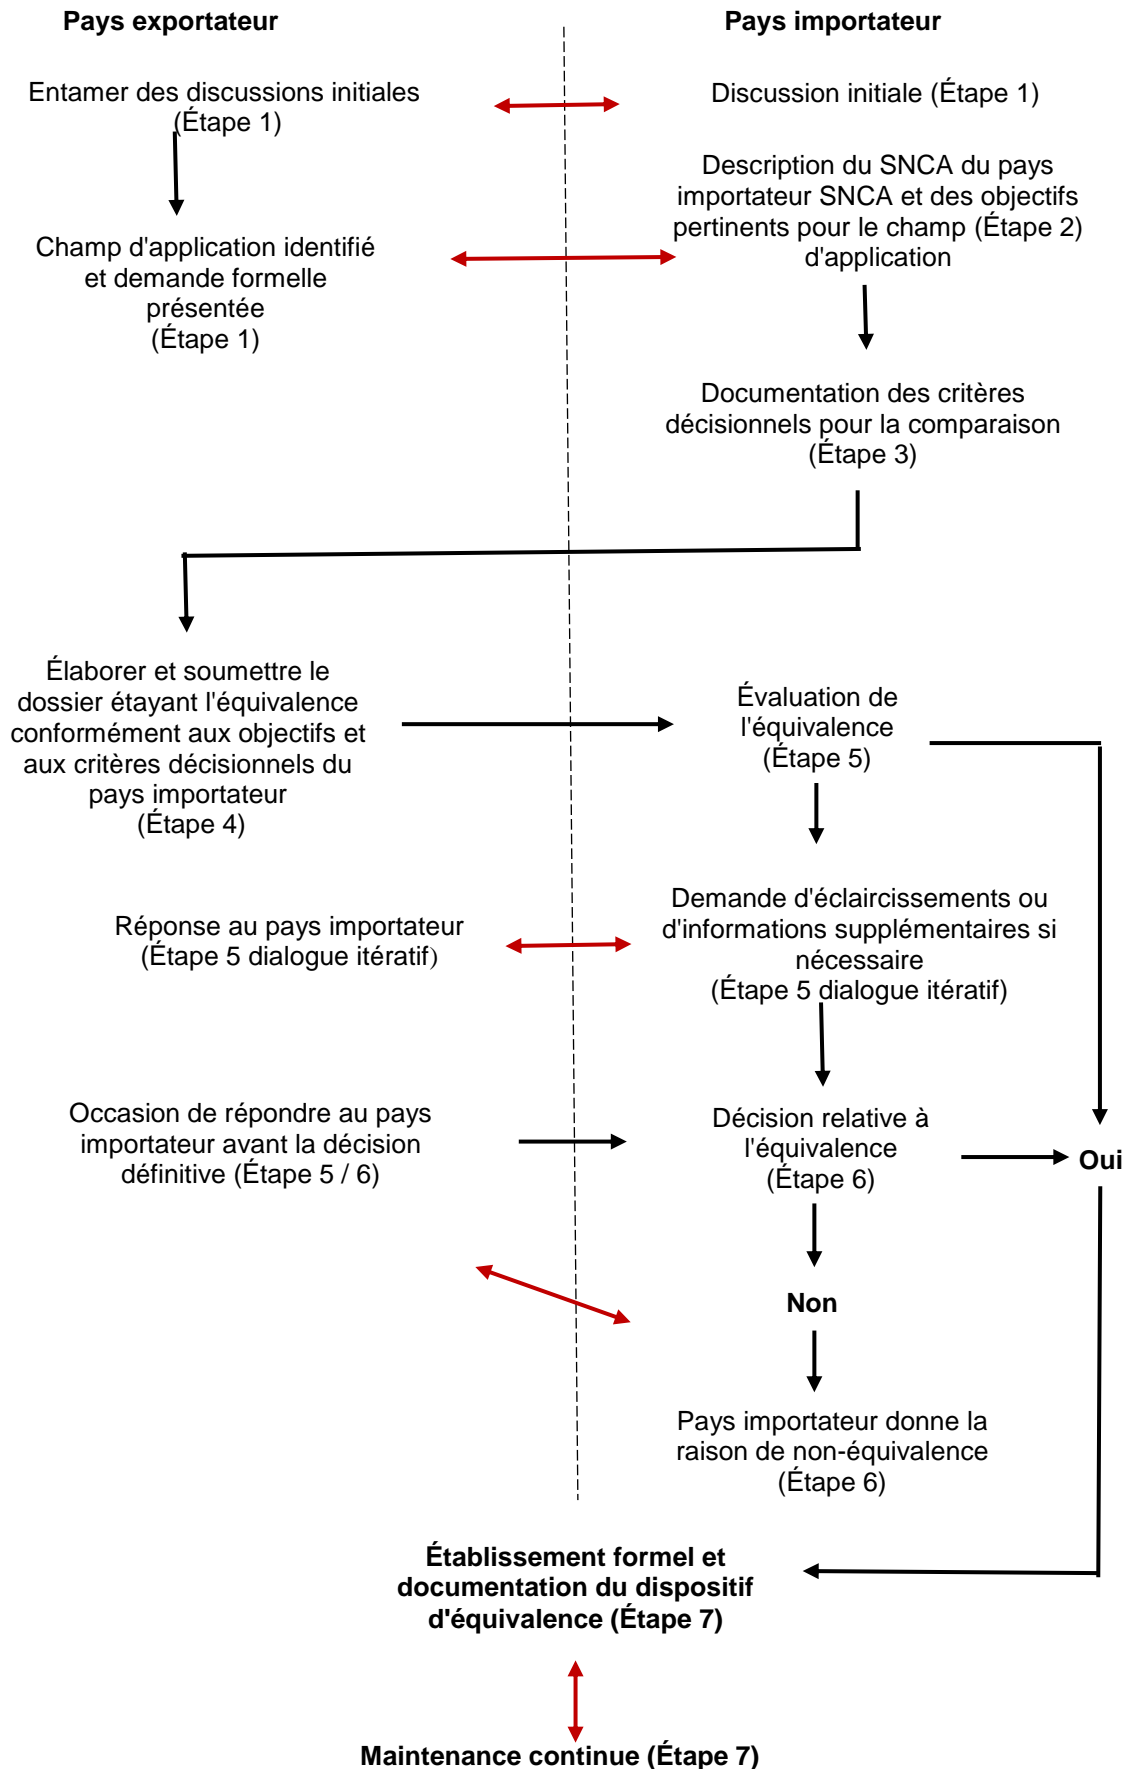 Pays exportateur
Pays importateur
Entamer des discussions initiales
(Étape 1)
Discussion initiale (Étape 1)
Description du SNCA du pays
importateur SNCA et des objectifs
pertinents pour le champ (Étape 2)
d'application
Champ d'application identifié
et demande formelle
présentée
(Étape 1)
Documentation des critères
décisionnels pour la comparaison
(Étape 3)
Élaborer et soumettre le
dossier étayant l'équivalence
conformément aux objectifs et
aux critères décisionnels du
pays importateur
(Étape 4)
Évaluation de
l'équivalence
(Étape 5)
Réponse au pays importateur
(Étape 5 dialogue itératif)
Demande d'éclaircissements ou
d'informations supplémentaires si
nécessaire
(Étape 5 dialogue itératif)
Occasion de répondre au pays
importateur avant la décision
définitive (Étape 5 / 6)
Décision relative à
l'équivalence
(Étape 6)
Oui
Non
Pays importateur donne la
raison de non-équivalence
(Étape 6)
Établissement formel et
documentation du dispositif
d'équivalence (Étape 7)
Maintenance continue (Étape 7)